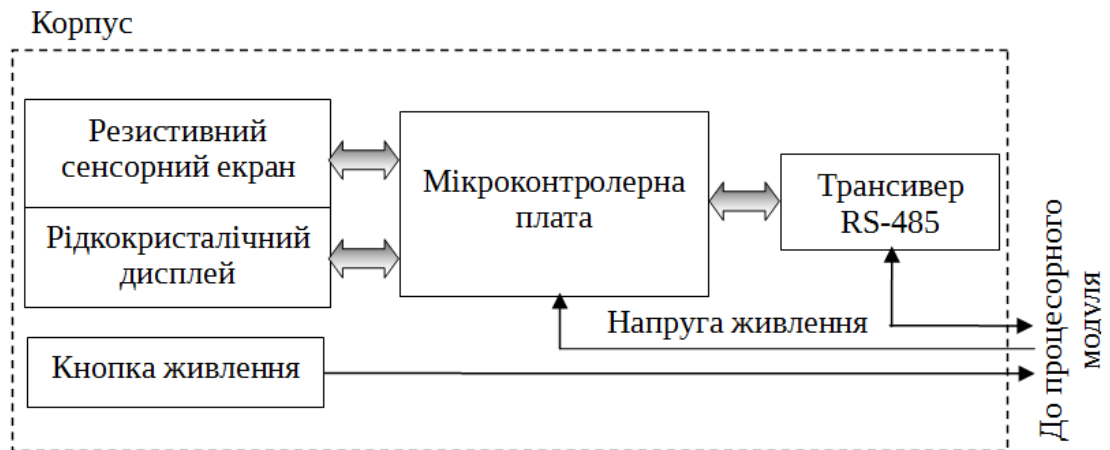 Корпус
Резистивний
сенсорний екран
Рідкокристалічний
дисплей
Мікроконтролерна
плата
Трансивер
RS-485
Напруга живлення
Кнопка живлення
До процесорного
модуля